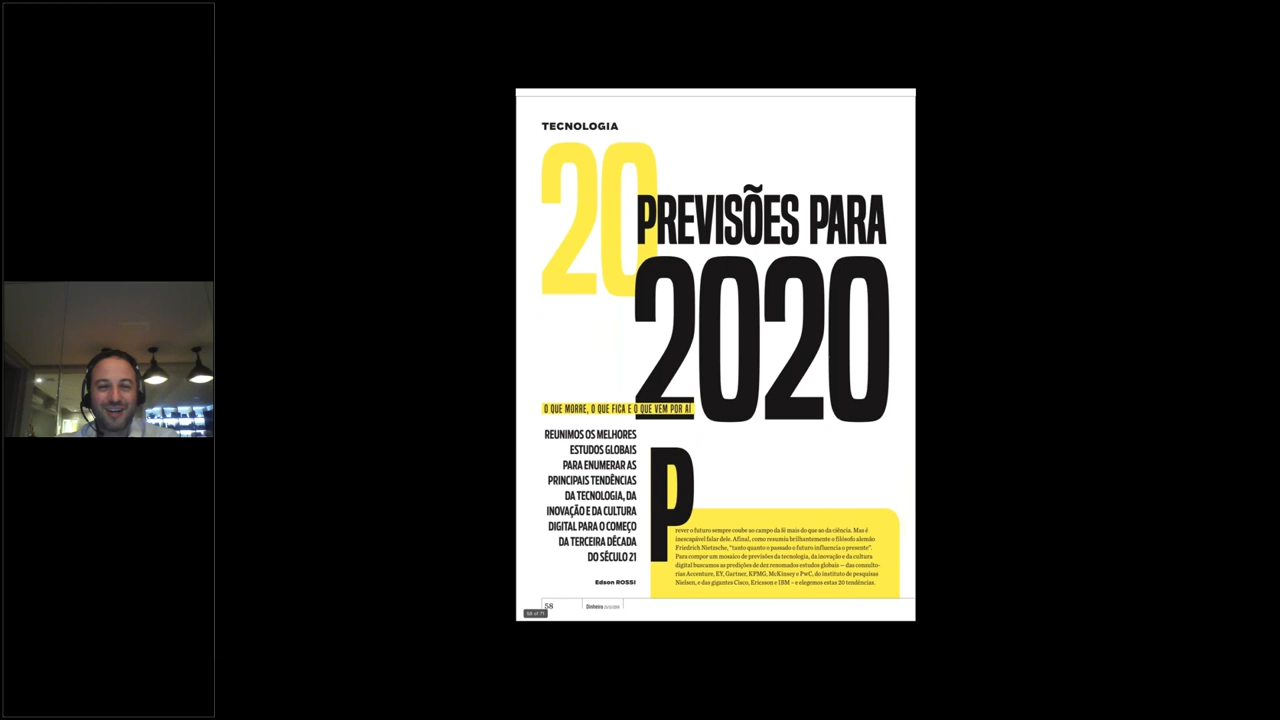 TECNOLOGIA
20
PREVISÕES PARA
2020
O QUE MORRE, O QUE FICA E O QUE VEM POR AÍ
REUNIMOS OS MELHORES
ESTUDOS GLOBAIS
PARA ENUMERAR AS
PRINCIPAIS TENDÊNCIAS
DA TECNOLOGIA, DA
INOVAÇÃO E DA CULTURA
DIGITAL PARA O COMEÇO
DA TERCEIRA DÉCADA
DO SÉCULO 21
Edson ROSSI
P
rever o futuro sempre coube ao campo da fé mais do que ao da ciência. Mas é
inescapável falar dele. Afinal, como resumiu brilhantemente o filósofo alemão
Friedrich Nietzsche, “tanto quanto o passado o futuro influencia o presente”.
Para compor um mosaico de previsões da tecnologia, da inovação e da cultura
digital buscamos as predições de dez renomados estudos globais — das consulto-
rias Accenture, EY, Gartner, KPMG, McKinsey e PwC, do instituto de pesquisas
Nielsen, e das gigantes Cisco, Ericsson e IBM – e elegemos estas 20 tendências.
58
Dinheiro
58 of 71